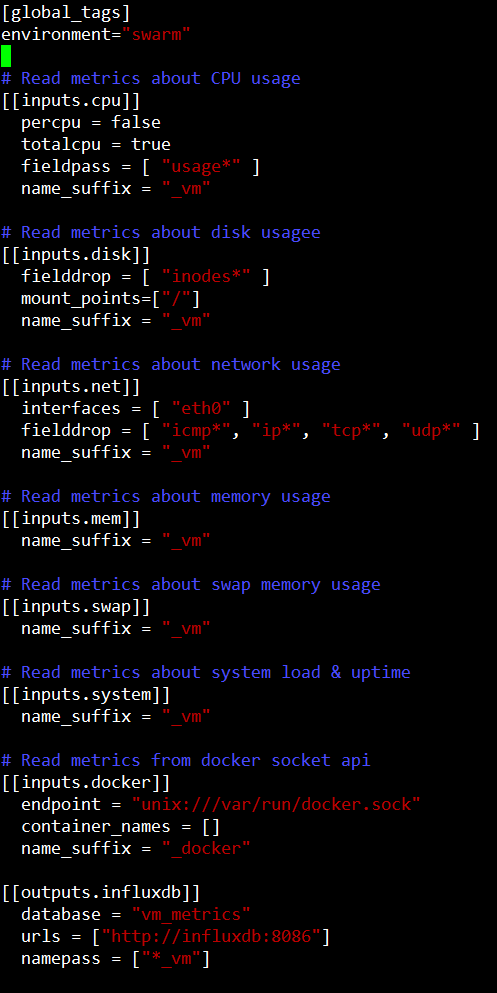 [global_tags]
environment="swarm"
# Read metrics about CPU usage
[[inputs.cpu]]
  percpu = false
  totalcpu = true
  fieldpass = [ "usage*" ]
  name_suffix = "_vm"
# Read metrics about disk usagee
[[inputs.disk]]
  fielddrop = [ "inodes*" ]
  mount_points=["/"]
  name_suffix = "_vm"
# Read metrics about network usage
[[inputs.net]]
  interfaces = [ "eth0" ]
  fielddrop = [ "icmp*", "ip*", "tcp*", "udp*" ]
  name_suffix = "_vm"
# Read metrics about memory usage
[[inputs.mem]]
  name_suffix = "_vm"
# Read metrics about swap memory usage
[[inputs.swap]]
  name_suffix = "_vm"
# Read metrics about system load & uptime
[[inputs.system]]
  name_suffix = "_vm"
# Read metrics from docker socket api
[[inputs.docker]]
  endpoint = "unix:///var/run/docker.sock"
  container_names = []
  name_suffix = "_docker"
[[outputs.influxdb]]
  database = "vm_metrics"
  urls = ["http://influxdb:8086"]
  namepass = ["*_vm"]